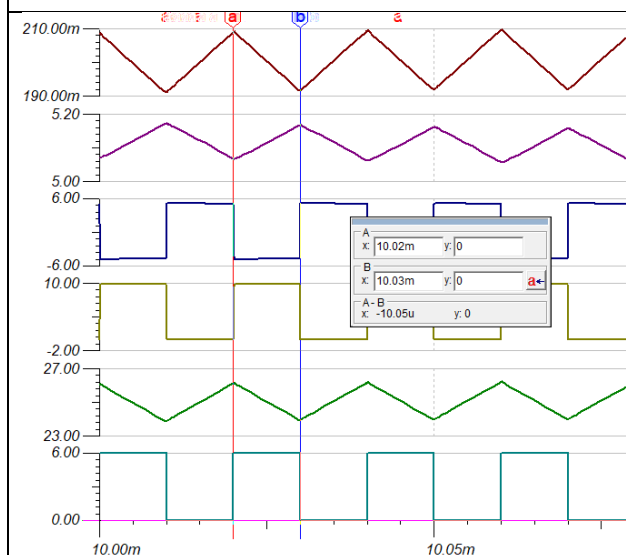 a b a
210.00m
190.00m
5.20
5.00
6.00
-6.00
A
x: 10.02m y: 0
B
x: 10.03m y: 0 a
A - B
x: -10.05u y: 0
10.00
-2.00
27.00
23.00
6.00
0.00
10.00m 10.05m